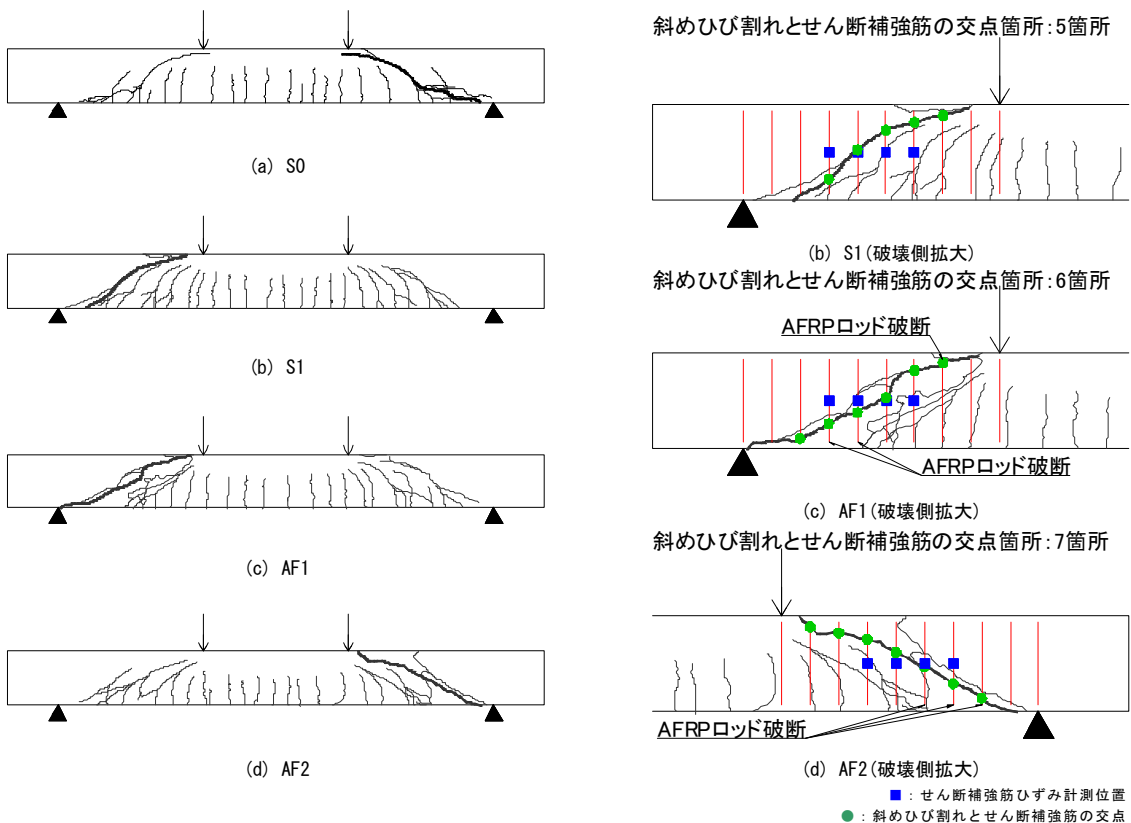 (a) S0
(b) S1
(c) AF1
(d) AF2
斜めひび割れとせん断補強筋の交点箇所:5箇所
(b) S1(破壊側拡大)
斜めひび割れとせん断補強筋の交点箇所:6箇所
AFRPロッド破断
AFRPロッド破断
(c) AF1(破壊側拡大)
斜めひび割れとせん断補強筋の交点箇所:7箇所
AFRPロッド破断
(d) AF2(破壊側拡大)
■:せん断補強筋ひずみ計測位置
●:斜めひび割れとせん断補強筋の交点